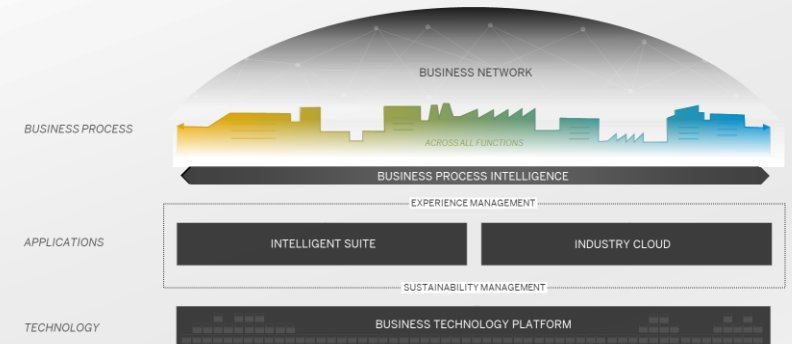 BUSINESS NETWORK
BUSINESS PROCESS
ACROSS ALL FUNCTIONS
BUSINESS PROCESS INTELLIGENCE
EXPERIENCE MANAGEMENT
APPLICATIONS
INTELLIGENT SUITE
INDUSTRY CLOUD
SUSTAINABILITY MANAGEMENT
TECHNOLOGY
BUSINESS TECHNOLOGY PLATFORM